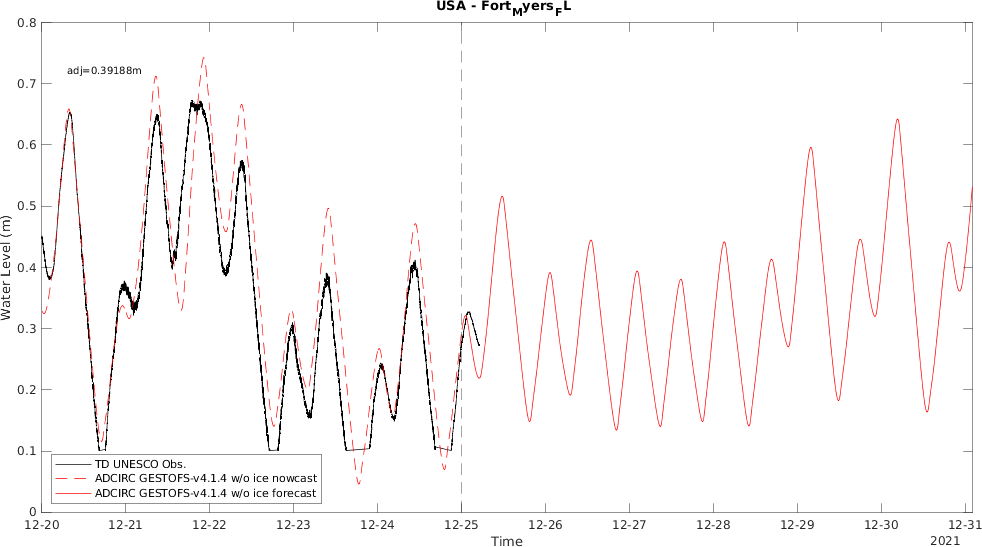 USA - Fort_Myers_FL
adj=0.39188m
Water Level (m)
0.8
0.7
0.6
0.5
0.4
0.3
0.2
0.1
0
TD UNESCO Obs.
ADCIRC GESTOFS-v4.1.4 w/o ice nowcast
ADCIRC GESTOFS-v4.1.4 w/o ice forecast
12-20 12-21 12-22 12-23 12-24 12-25 12-26 12-27 12-28 12-29 12-30 12-31
Time
2021